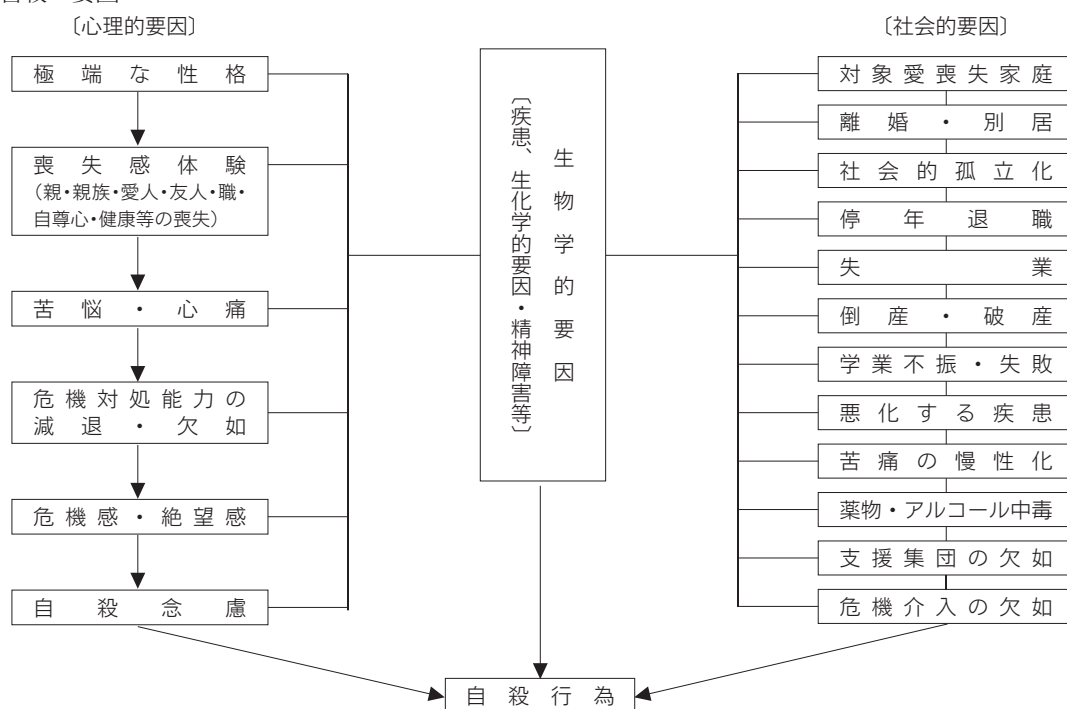 〔心理的要因〕
極端な性格
喪失感体験
（親・親族・愛人・友人・職・
自尊心・健康等の喪失）
苦悩・心痛
危機対処能力の
減退・欠如
危機感・絶望感
自殺念慮
生物学的要因
〔疾患、生化学的要因・精神障害等〕
〔社会的要因〕
対象愛喪失家庭
離婚・別居
社会的孤立化
停年退職
失業
倒産・破産
学業不振・失敗
悪化する疾患
苦痛の慢性化
薬物・アルコール中毒
支援集団の欠如
危機介入の欠如
自殺行為